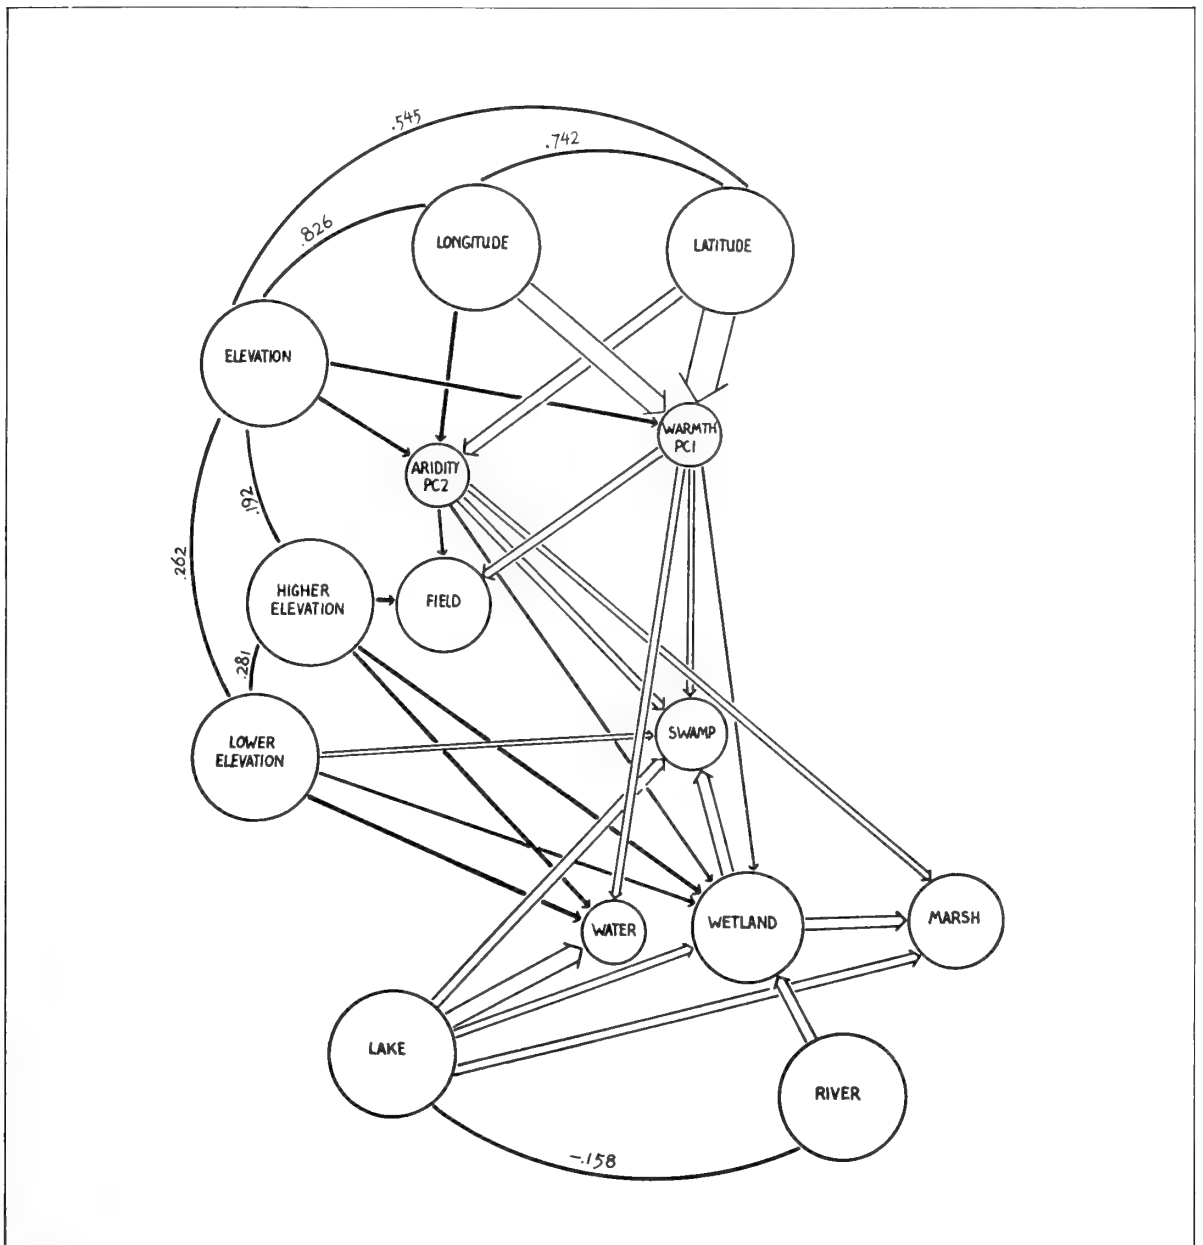 .545
.742
.826
LONGITUDE
LATITUDE
ELEVATION
WARMTH
PC1
ARIDITY
PC2
.192
.262
HIGHER
ELEVATION
FIELD
.281
LOWER
ELEVATION
SWAMP
WATER
WETLAND
MARSH
LAKE
RIVER
-.158